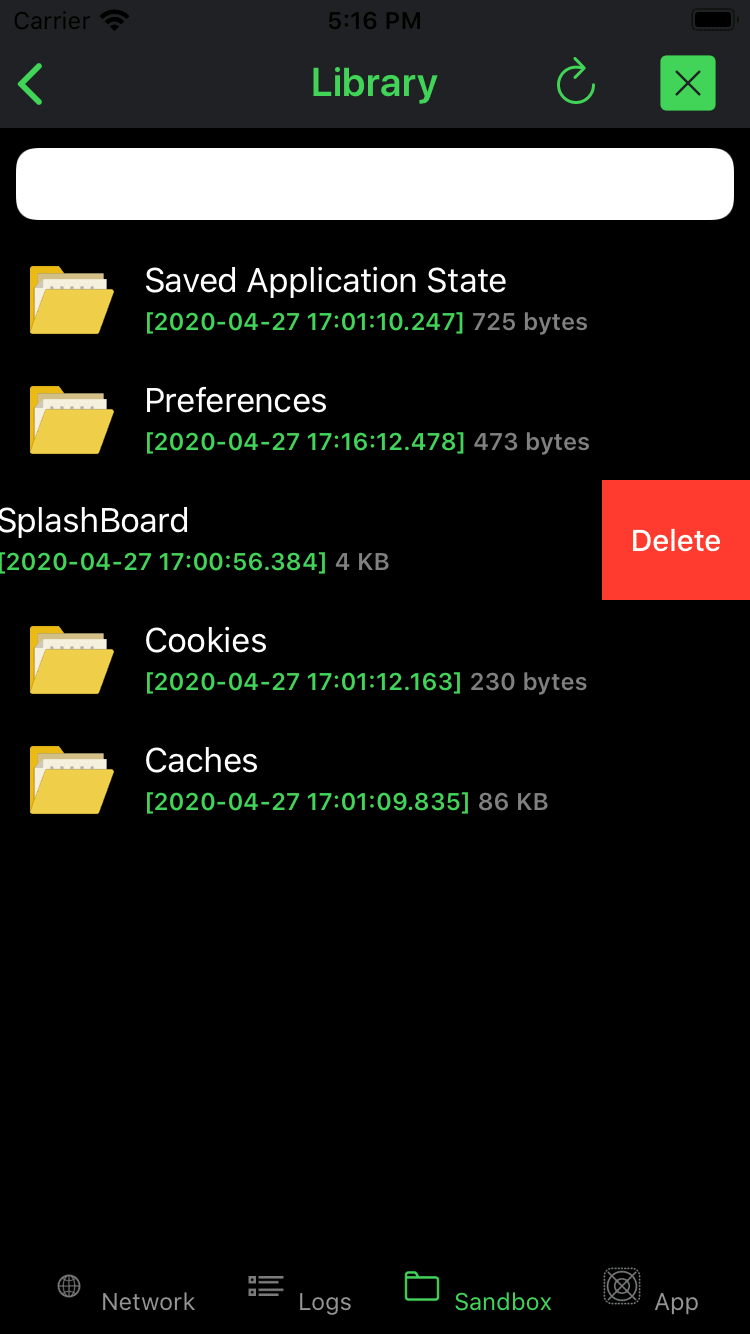 Carrier 5:16 PM
Library
Saved Application State
[2020-04-27 17:01:10.247] 725 bytes
Preferences
[2020-04-27 17:16:12.478] 473 bytes
SplashBoard
[2020-04-27 17:00:56.384] 4 KB
Delete
Cookies
[2020-04-27 17:01:12.163] 230 bytes
Caches
[2020-04-27 17:01:09.835] 86 KB
Network Logs Sandbox App